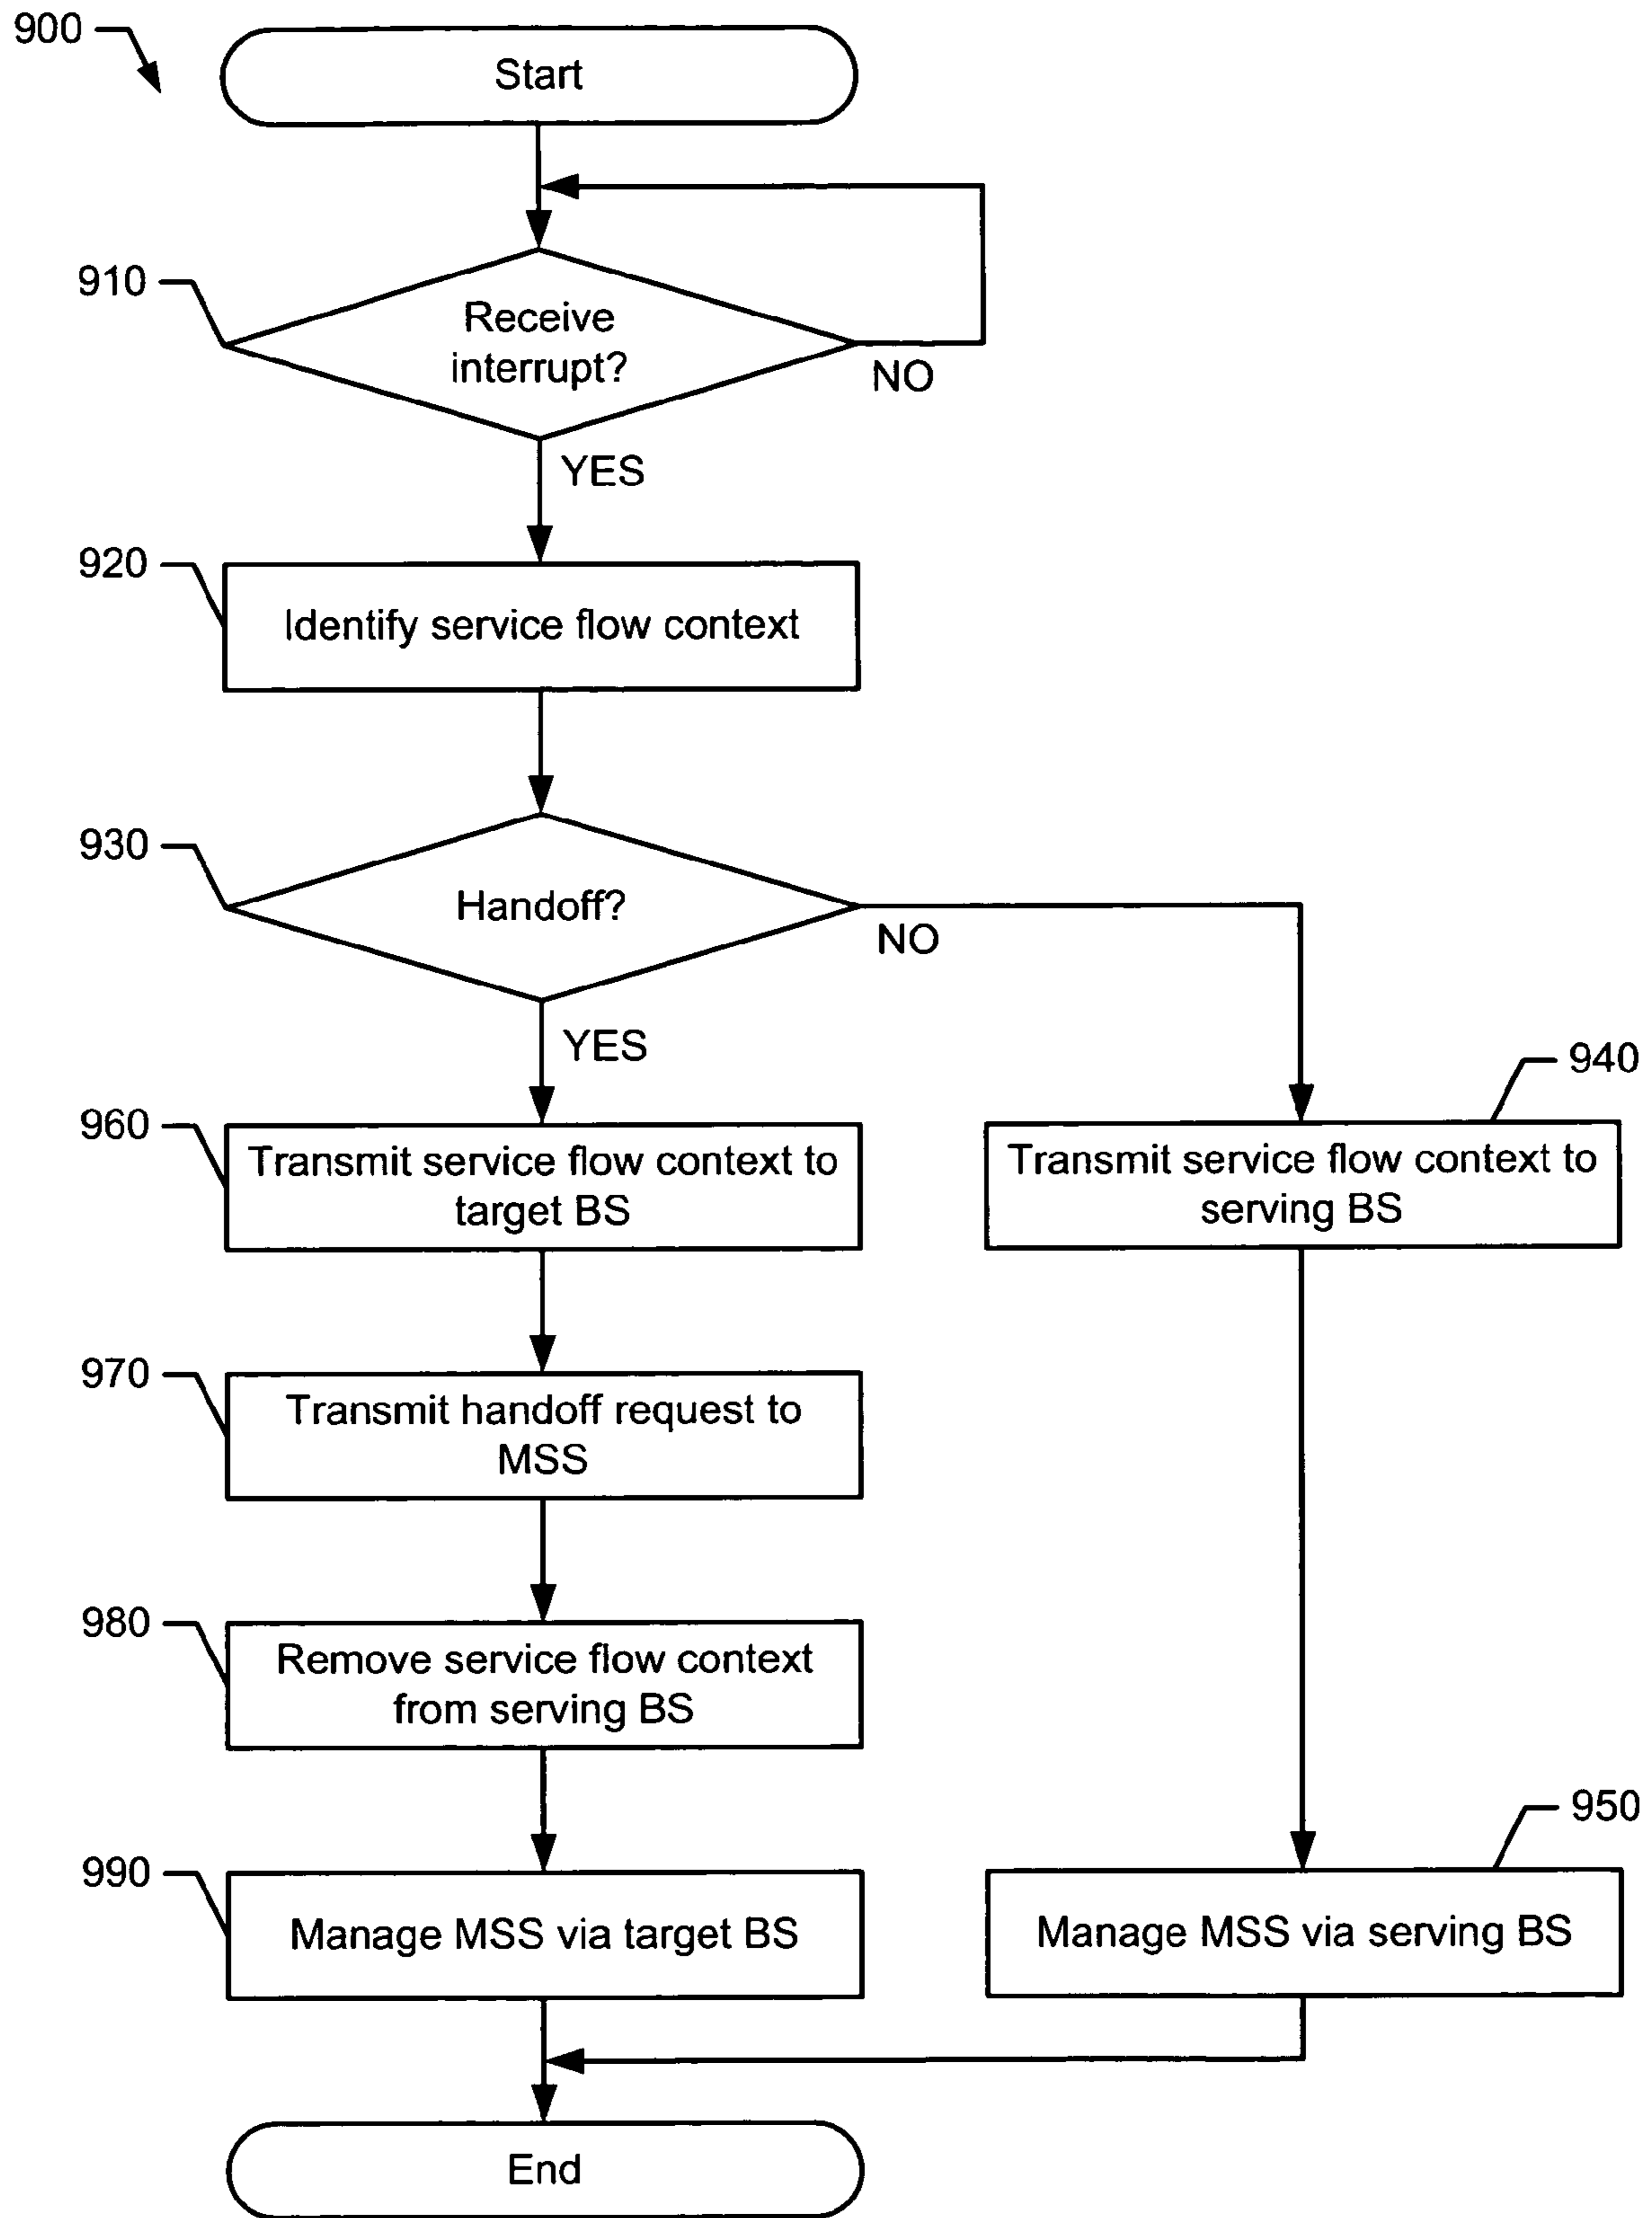 900
Start
910
Receive
interrupt?
NO
YES
920
Identify service flow context
930
Handoff?
NO
YES
940
960
Transmit service flow context to
target BS
Transmit service flow context to
serving BS
970
Transmit handoff request to
MSS
980
Remove service flow context
from serving BS
950
990
Manage MSS via target BS
Manage MSS via serving BS
End